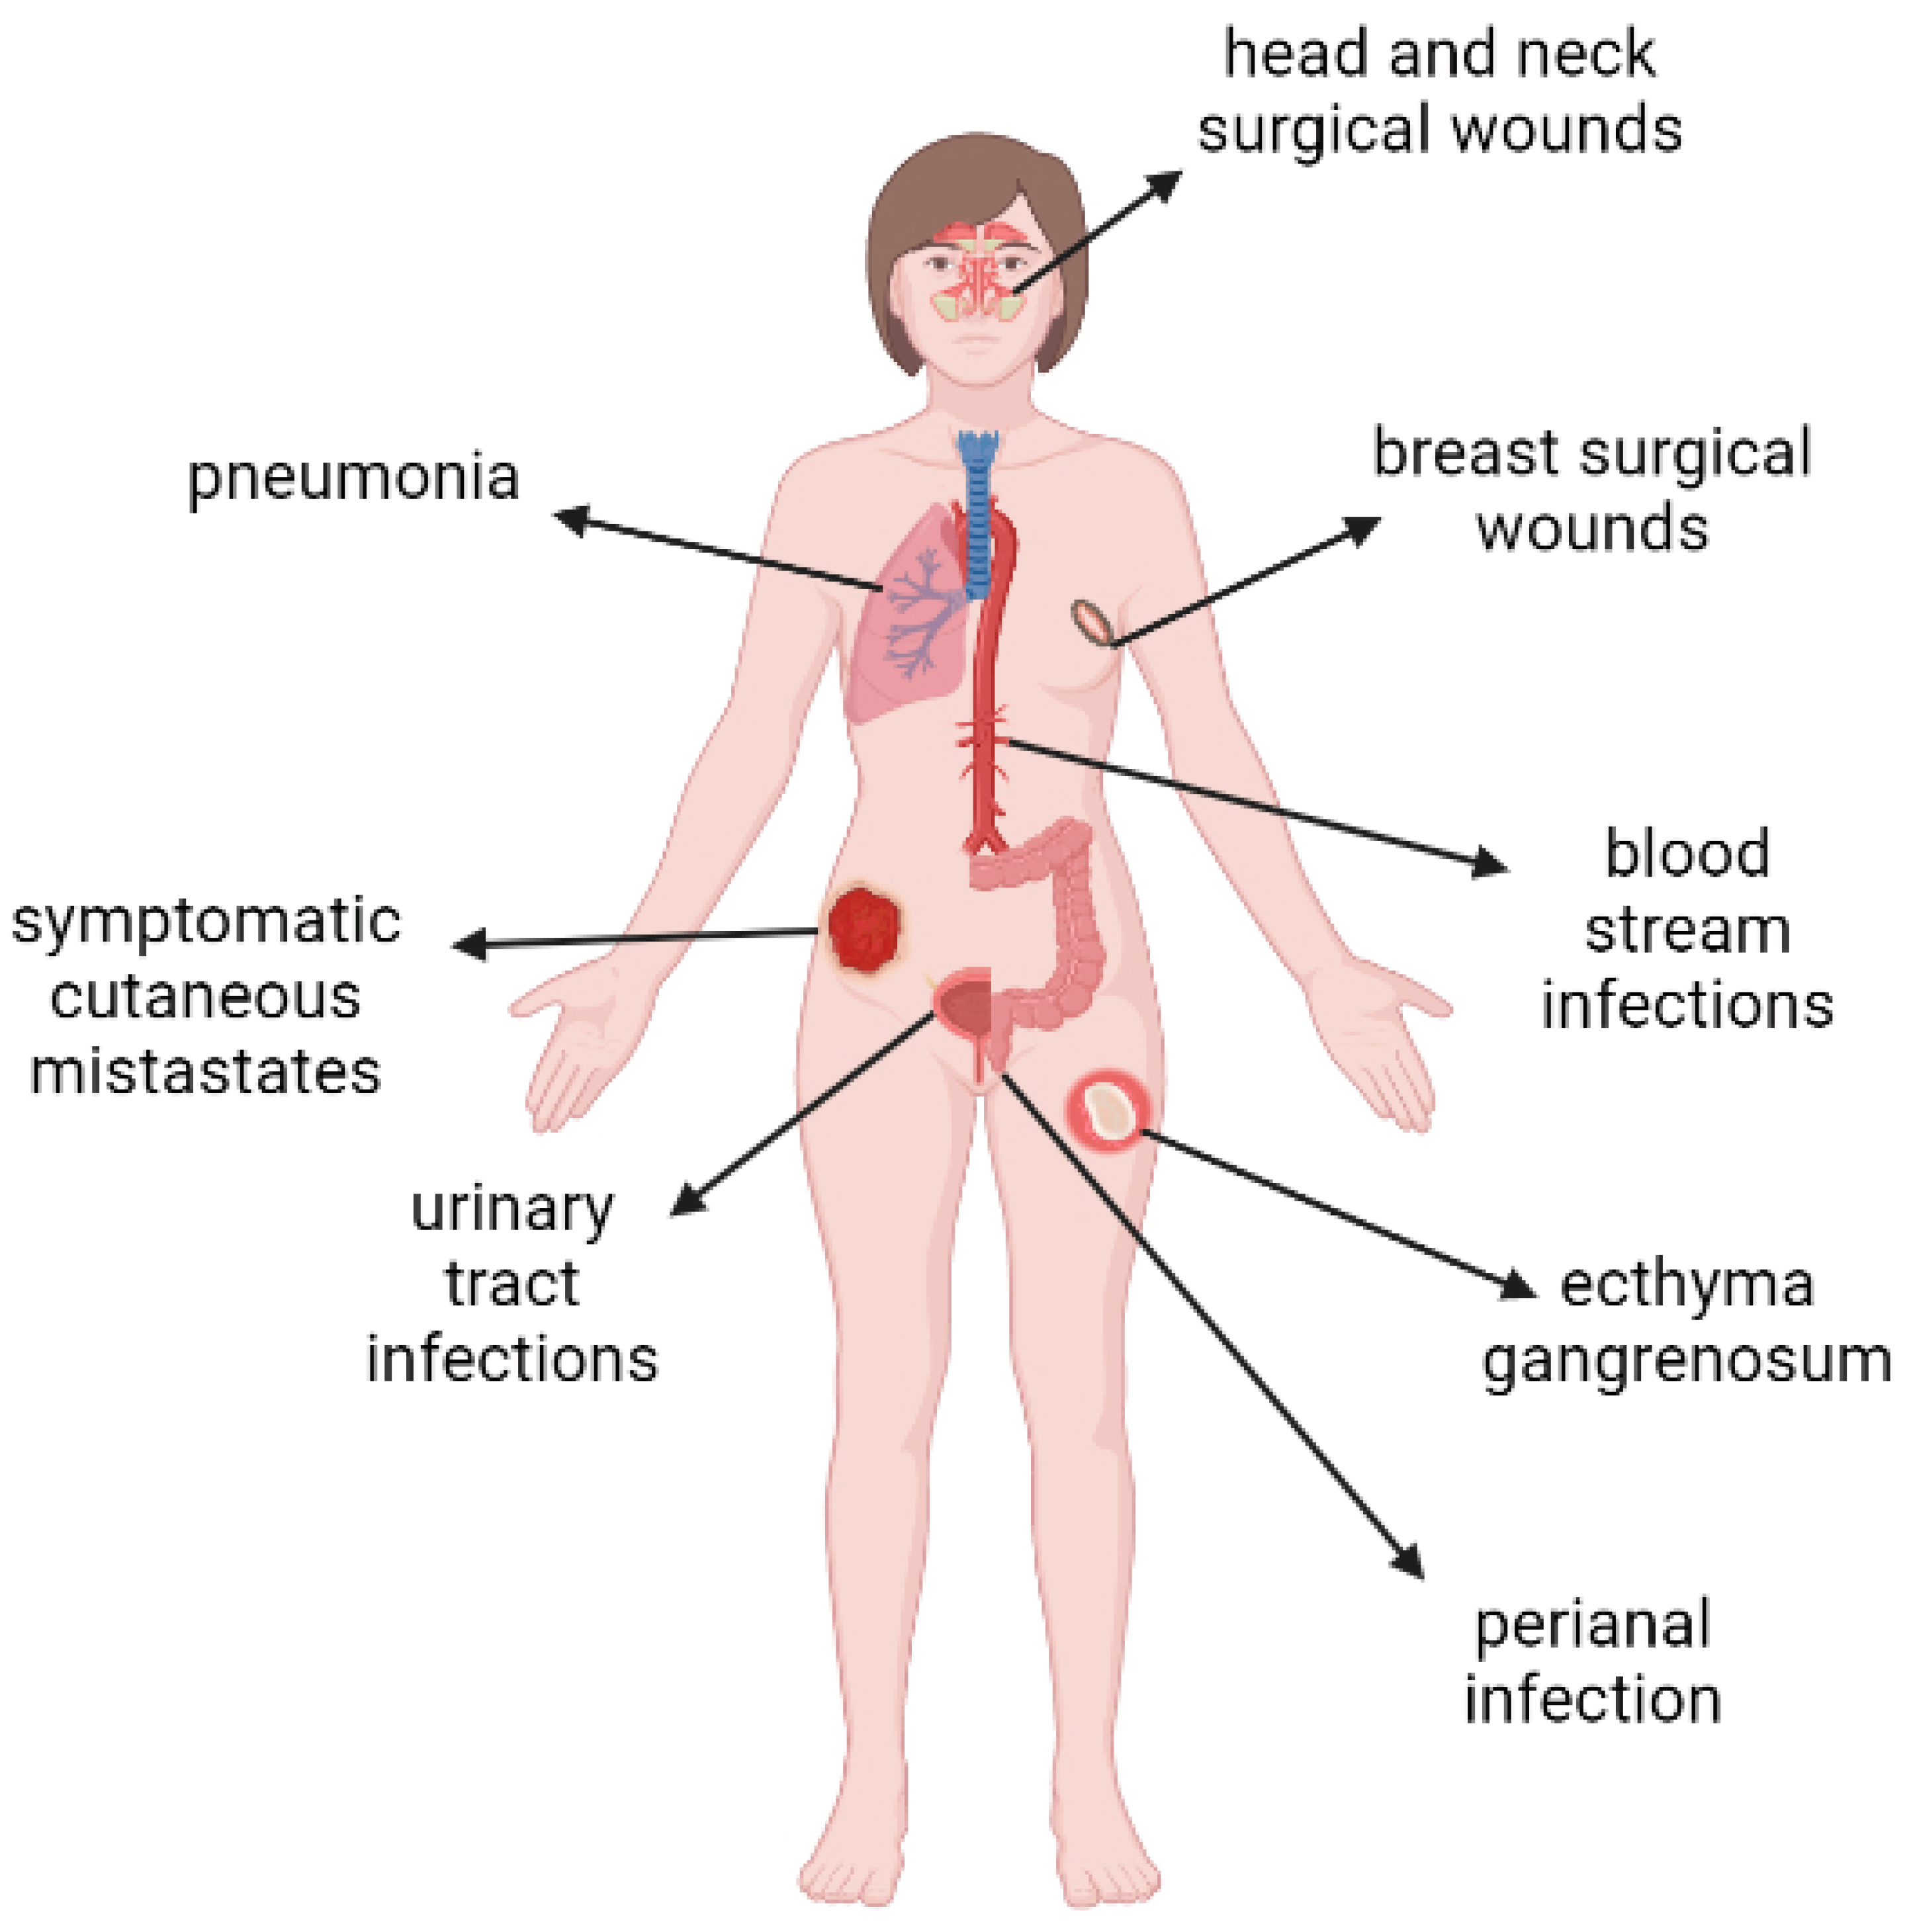 head and neck
surgical wounds
pneumonia
breast surgical
wounds
blood
stream
infections
symptomatic
cutaneous
mistastates
urinary
tract
infections
ecthyma
gangrenosum
perianal
infection